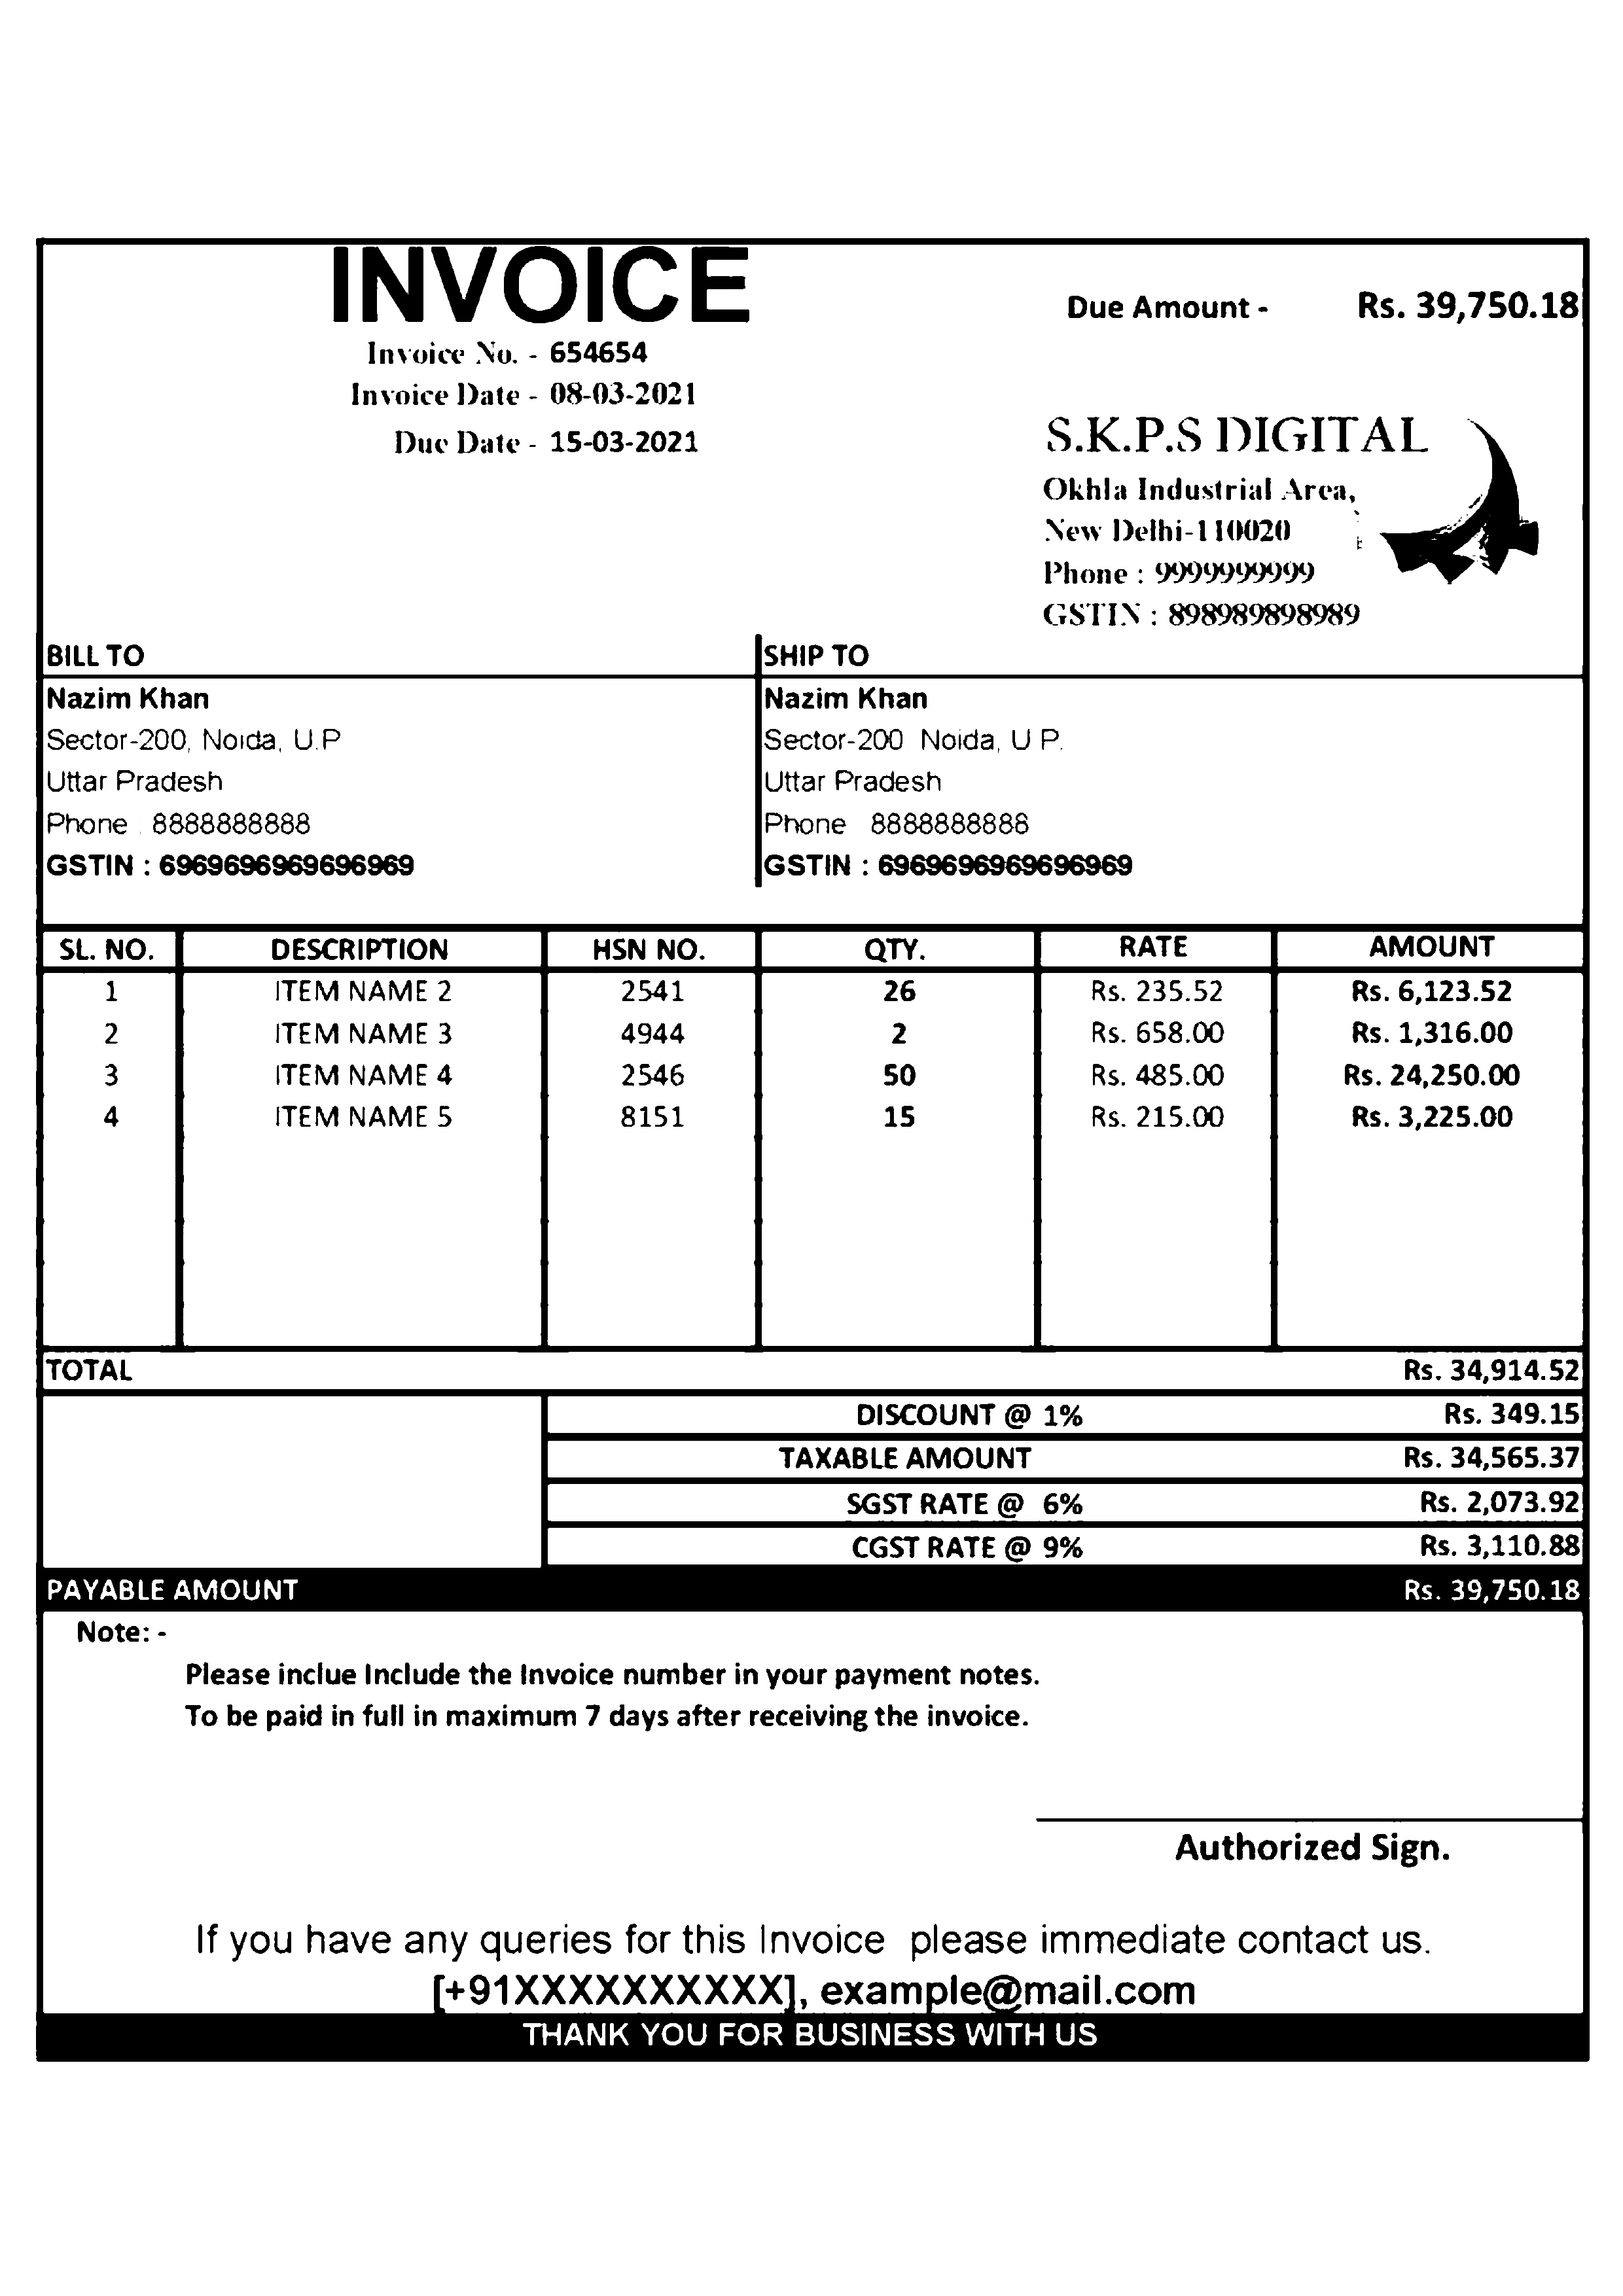 INVOICE
Due Amount - Rs. 39,750.18
Invoice No. - 654654
Invoice Date - 08-03-2021
Due Date - 15-03-2021
S.K.P.S DIGITAL
Okhla Industrial Area,
New Delhi-110020
Phone : 9999999999
GSTIN : 898989898989
BILL TO SHIP TO
Nazim Khan Nazim Khan
Sector-200, Noida, U.P Sector-200 Noida, U P.
Uttar Pradesh Uttar Pradesh
Phone 8888888888 Phone 8888888888
GSTIN : 6969696969696969 GSTIN : 6969696969696969
SL. NO. DESCRIPTION HSN NO. QTY. RATE AMOUNT
1 ITEM NAME 2 2541 26 Rs. 235.52 Rs. 6,123.52
2 ITEM NAME 3 4944 2 Rs. 658.00 Rs. 1,316.00
3 ITEM NAME 4 2546 50 Rs. 485.00 Rs. 24,250.00
4 ITEM NAME 5 8151 15 Rs. 215.00 Rs. 3,225.00
TOTAL Rs. 34,914.52
DISCOUNT @ 1% Rs. 349.15
TAXABLE AMOUNT Rs. 34,565.37
SGST RATE @ 6% Rs. 2,073.92
CGST RATE @ 9% Rs. 3,110.88
PAYABLE AMOUNT Rs. 39,750.18
Note: -
Please inclue Include the Invoice number in your payment notes.
To be paid in full in maximum 7 days after receiving the invoice.
Authorized Sign.
If you have any queries for this Invoice please immediate contact us.
[+91XXXXXXXXXX], example@mail.com
THANK YOU FOR BUSINESS WITH US